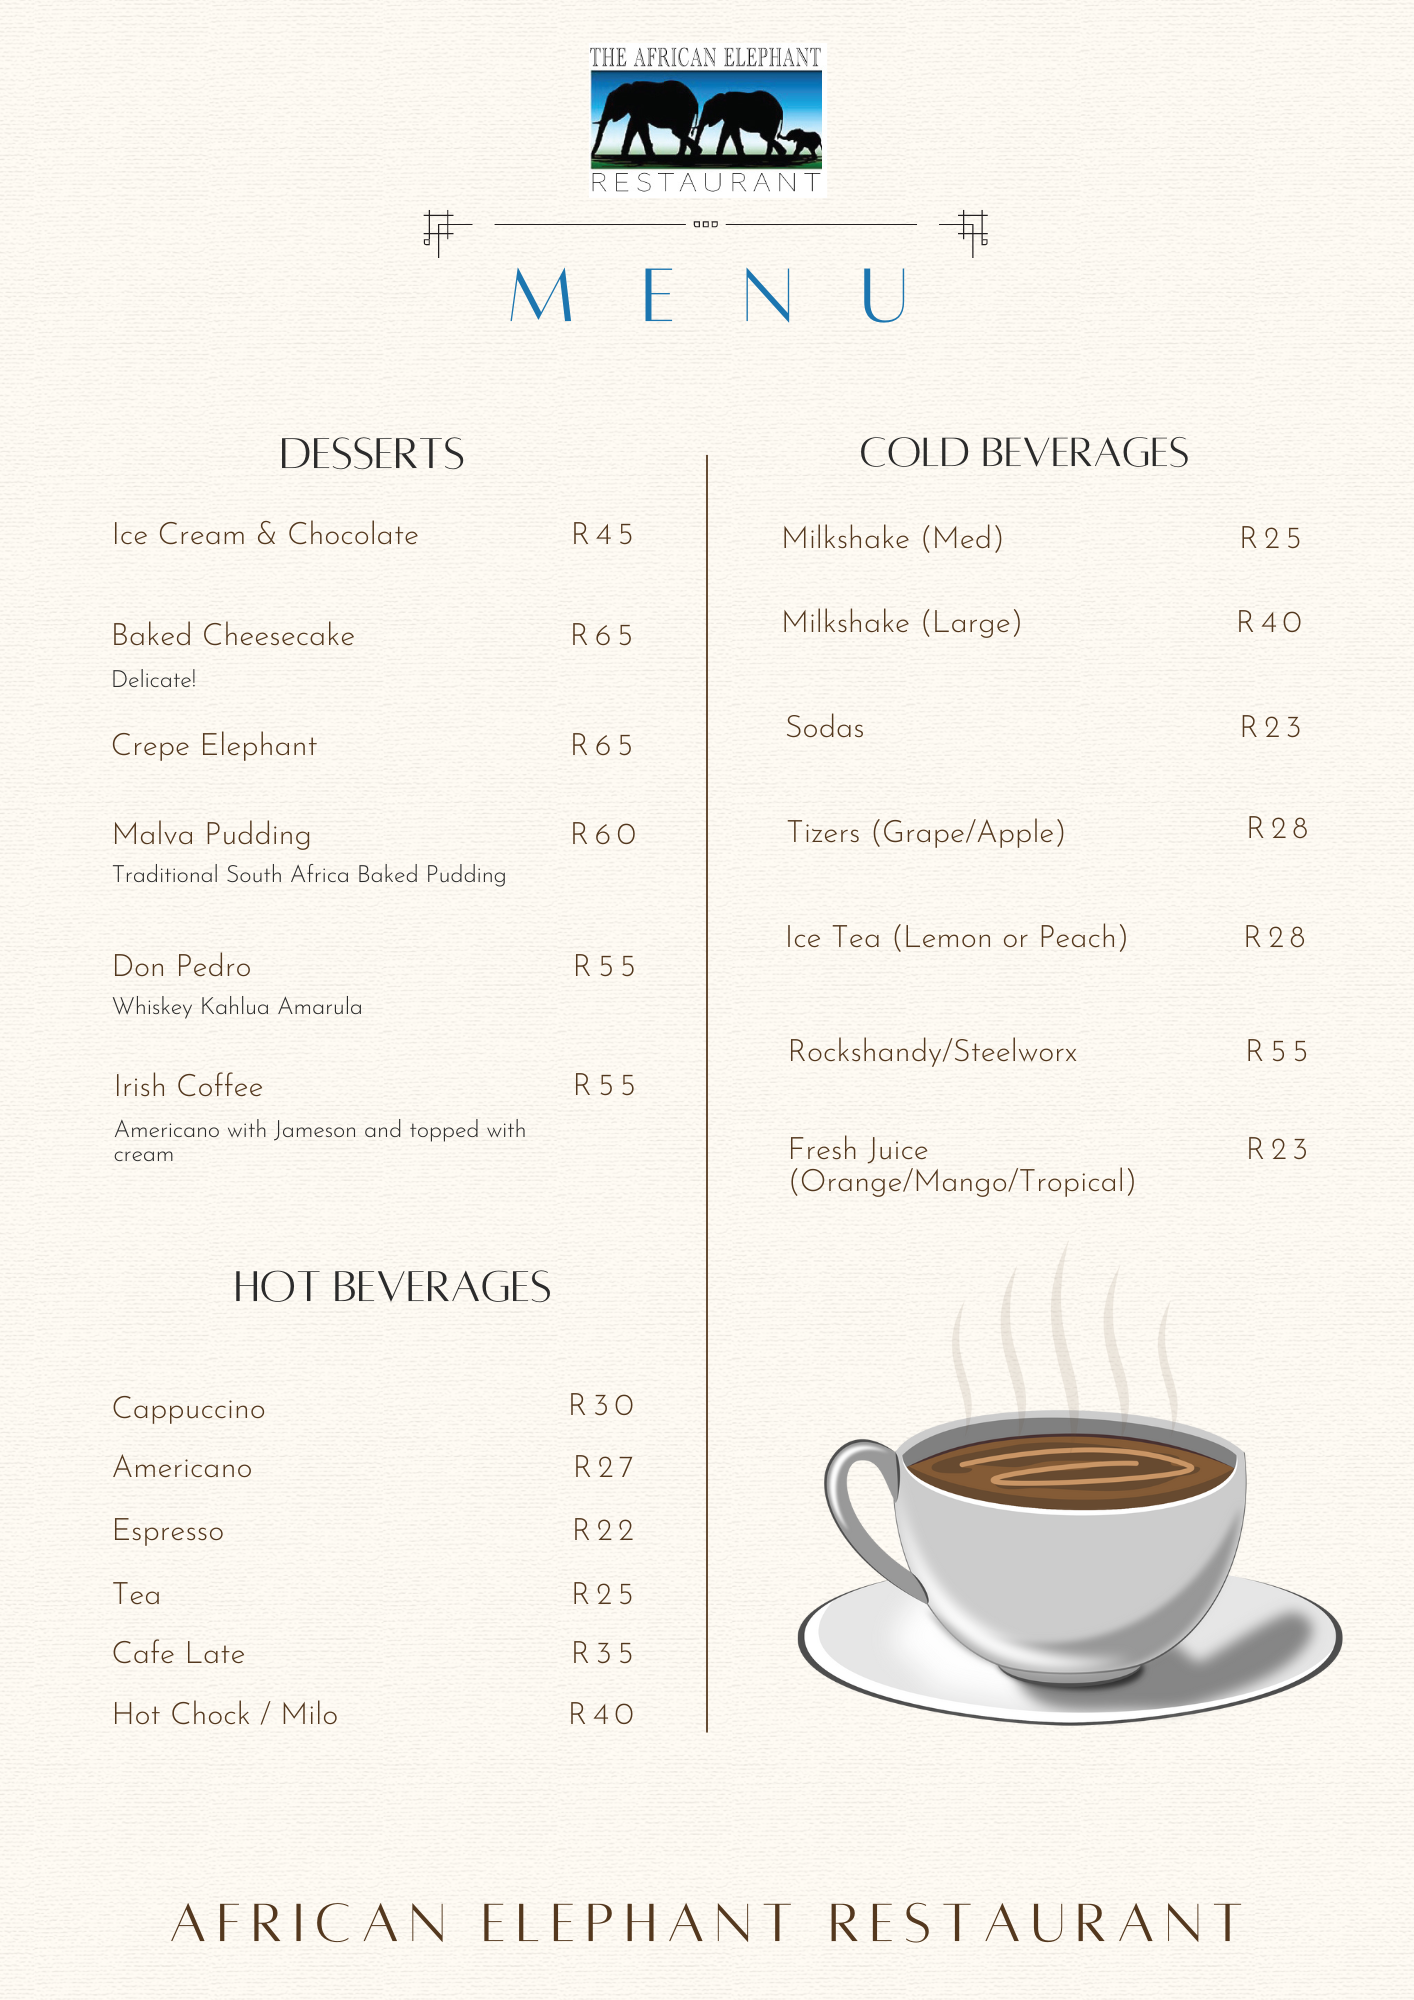 THE AFRICAN ELEPHANT
RESTAURANT
MENU
DESSERTS
Ice Cream & Chocolate R45
Baked Cheesecake R65
Delicate!
Crepe Elephant R65
Malva Pudding R60
Traditional South Africa Baked Pudding
Don Pedro R55
Whiskey Kahlua Amarula
Irish Coffee R55
Americano with Jameson and topped with
cream
HOT BEVERAGES
Cappuccino R30
Americano R27
Espresso R22
Tea R25
Cafe Late R35
Hot Chock / Milo R40
COLD BEVERAGES
Milkshake (Med) R25
Milkshake (Large) R40
Sodas R23
Tizers (Grape/Apple) R28
Ice Tea (Lemon or Peach) R28
Rockshandy/Steelworx R55
Fresh Juice R23
(Orange/Mango/Tropical)
AFRICAN ELEPHANT RESTAURANT